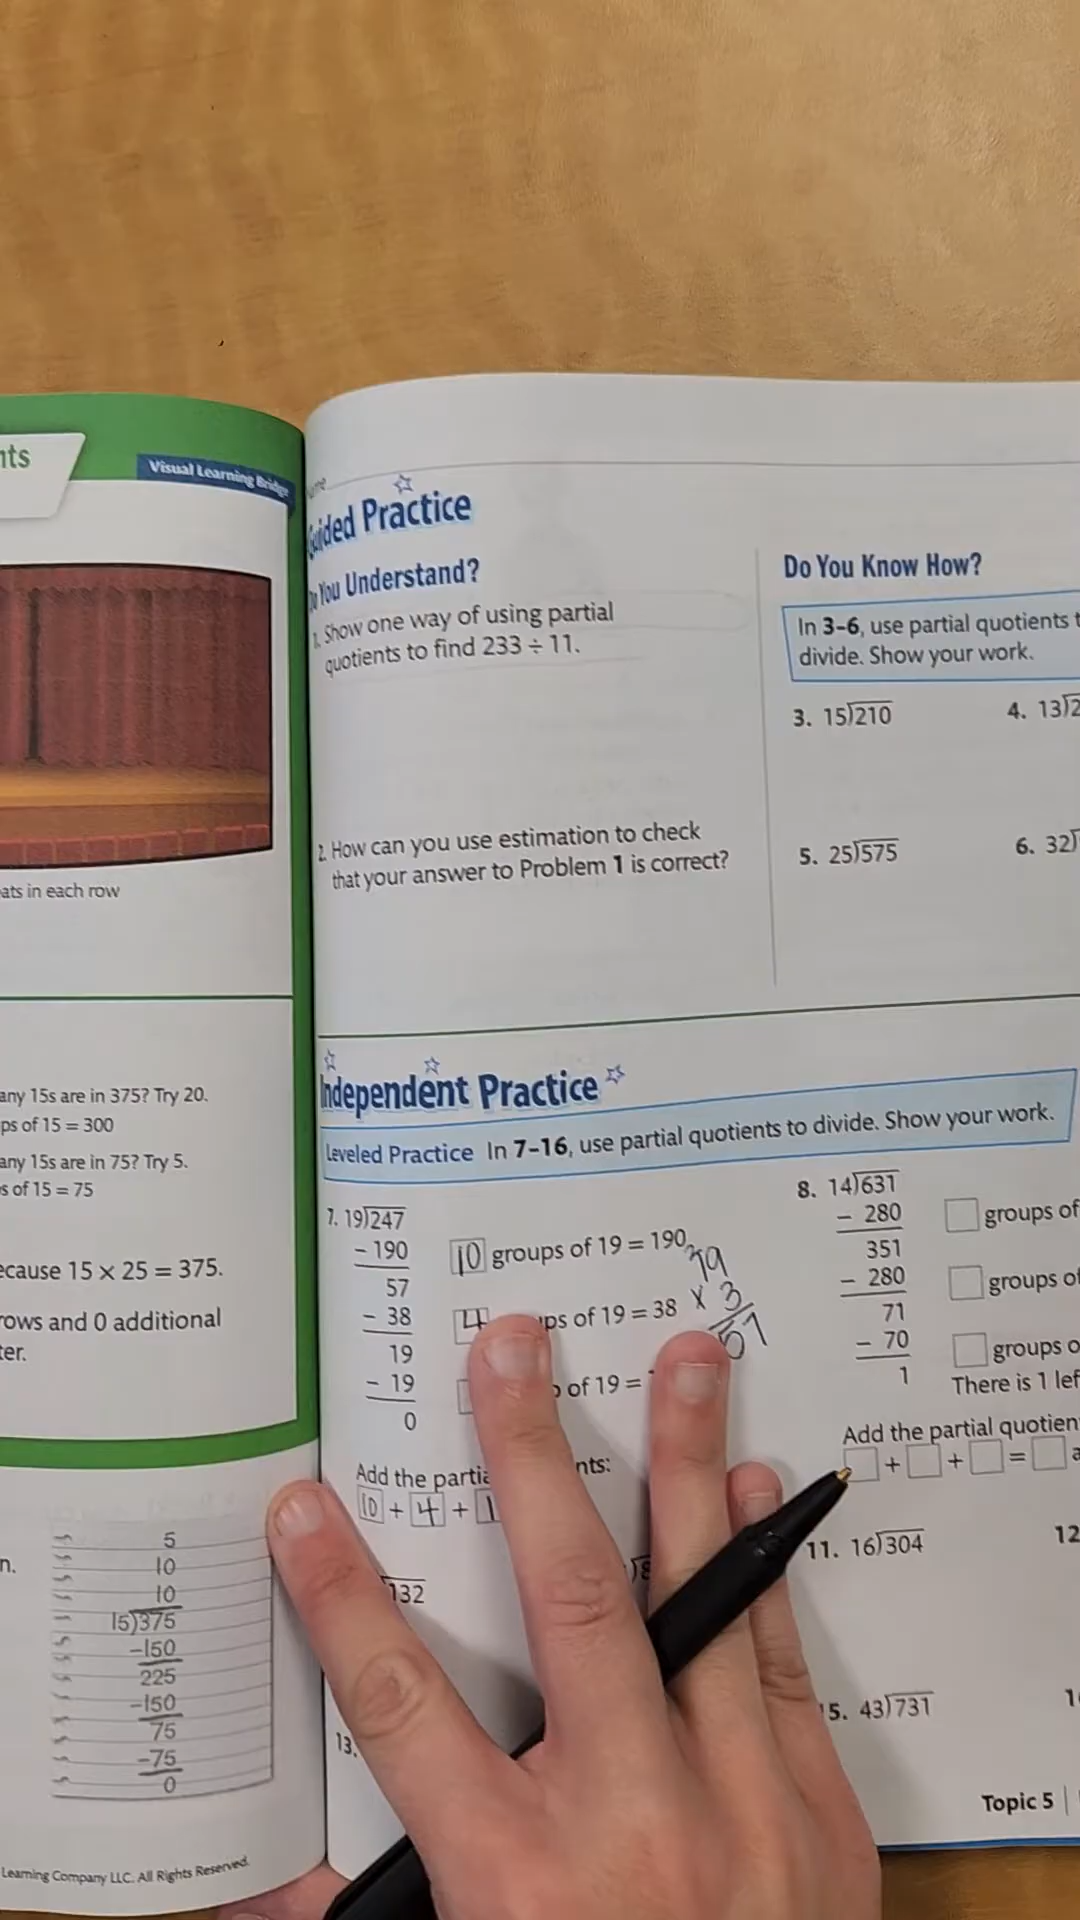 nts
Visual Learning Bridge
ats in each row
any 15s are in 375? Try 20.
ps of 15 = 300
any 15s are in 75? Try 5.
s of 15 = 75
ecause 15 × 25 = 375.
rows and 0 additional
ter.
n.
5
10
10
15)375
-150
225
-150
75
-75
0
Learning Company LLC. All Rights Reserved.
ame
Guided Practice
Do You Understand?
1. Show one way of using partial
quotients to find 233 ÷ 11.
2. How can you use estimation to check
that your answer to Problem 1 is correct?
Do You Know How?
In 3–6, use partial quotients t
divide. Show your work.
3. 15)210
4. 13)2
5. 25)575
6. 32)
Independent Practice
Leveled Practice In 7–16, use partial quotients to divide. Show your work.
7. 19)247
- 190
57
- 38
19
- 19
0
10 groups of 19 = 190
4 ups of 19 = 38
of 19 =
19
× 3
57
Add the partia nts:
10 + 4 + 1
8. 14)631
- 280
351
- 280
71
- 70
1
groups of
groups of
groups o
There is 1 lef
Add the partial quotien
+ + = a
132
)8
11. 16)304
12
13.
15. 43)731
1
Topic 5